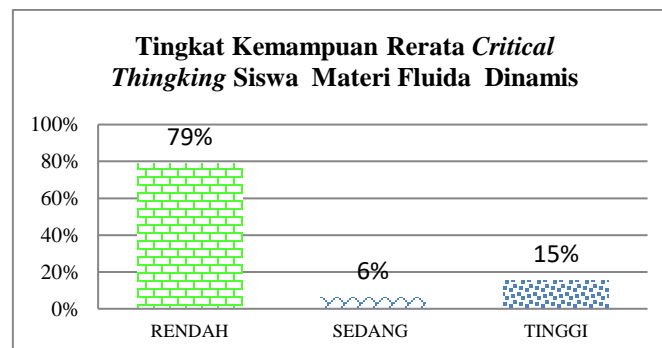 Tingkat Kemampuan Rerata Critical
Thingking Siswa Materi Fluida Dinamis
100%
80%
60%
40%
20%
0%
79%
6%
15%
RENDAH
SEDANG
TINGGI